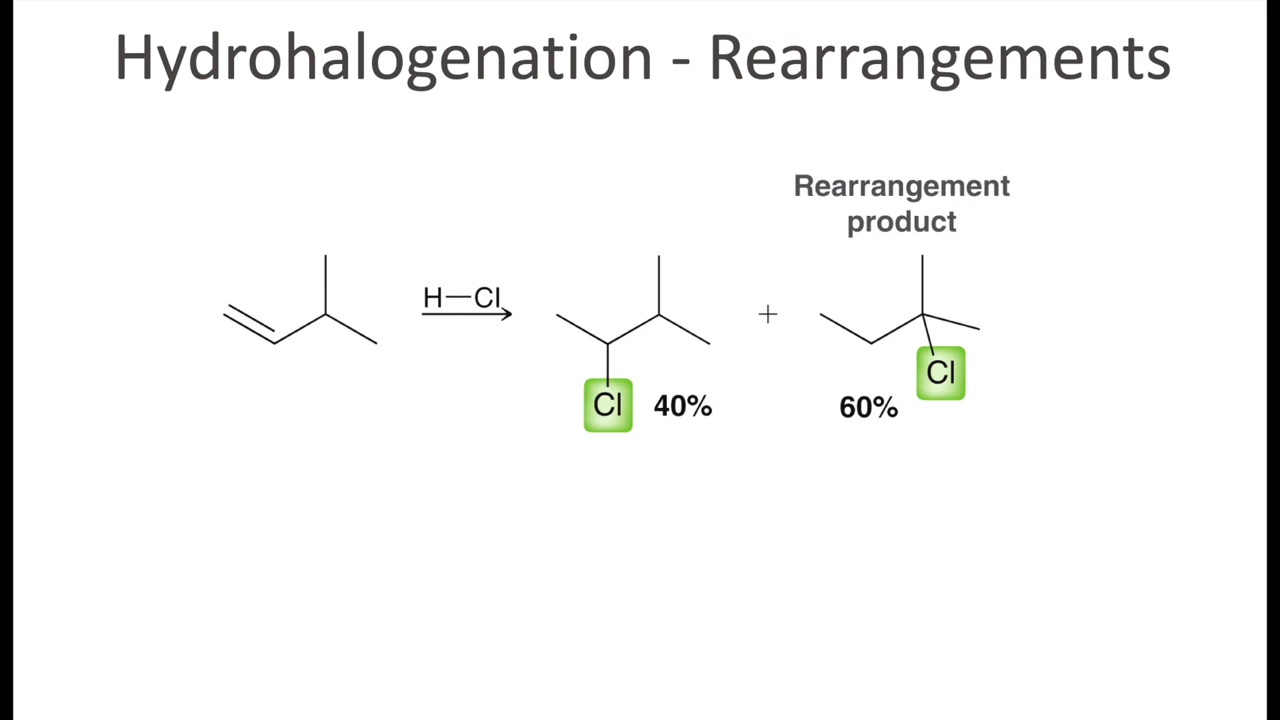 Hydrohalogenation - Rearrangements
Rearrangement
product
H—Cl
+
Cl
40%
60%
Cl